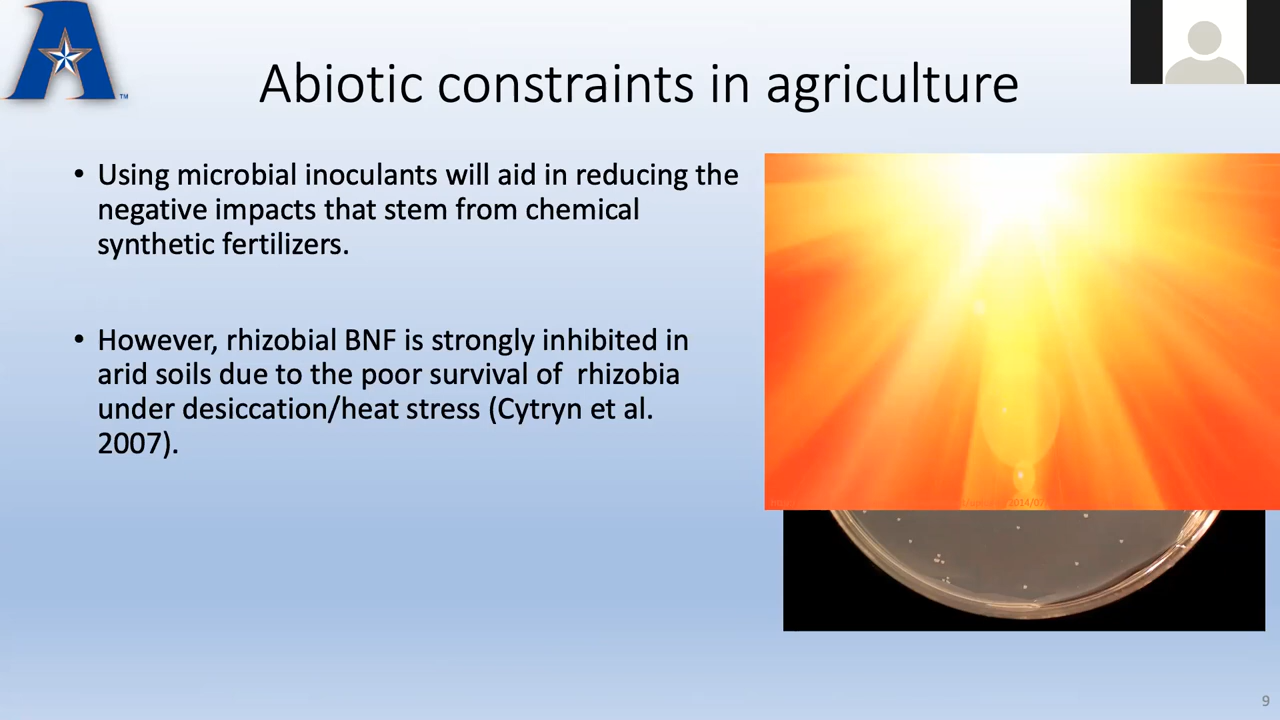 Abiotic constraints in agriculture
• Using microbial inoculants will aid in reducing the
negative impacts that stem from chemical
synthetic fertilizers.
• However, rhizobial BNF is strongly inhibited in
arid soils due to the poor survival of rhizobia
under desiccation/heat stress (Cytryn et al.
2007).
TM
9